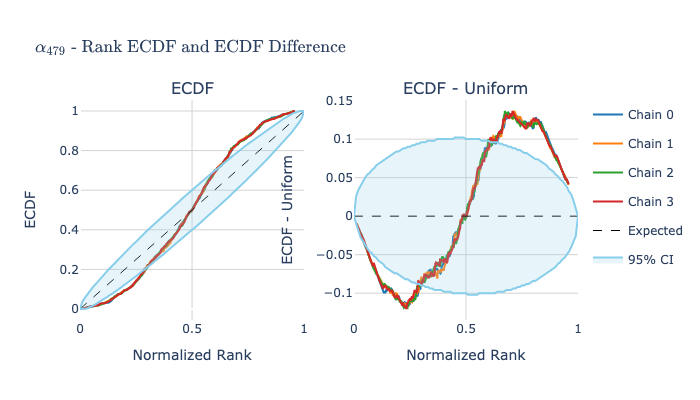 α₄₇₉ - Rank ECDF and ECDF Difference
ECDF
ECDF - Uniform
1
0.8
0.6
0.4
0.2
0
ECDF
0
0.5
1
Normalized Rank
0.15
0.1
0.05
0
−0.05
−0.1
ECDF - Uniform
0
0.5
1
Normalized Rank
Chain 0
Chain 1
Chain 2
Chain 3
Expected
95% CI